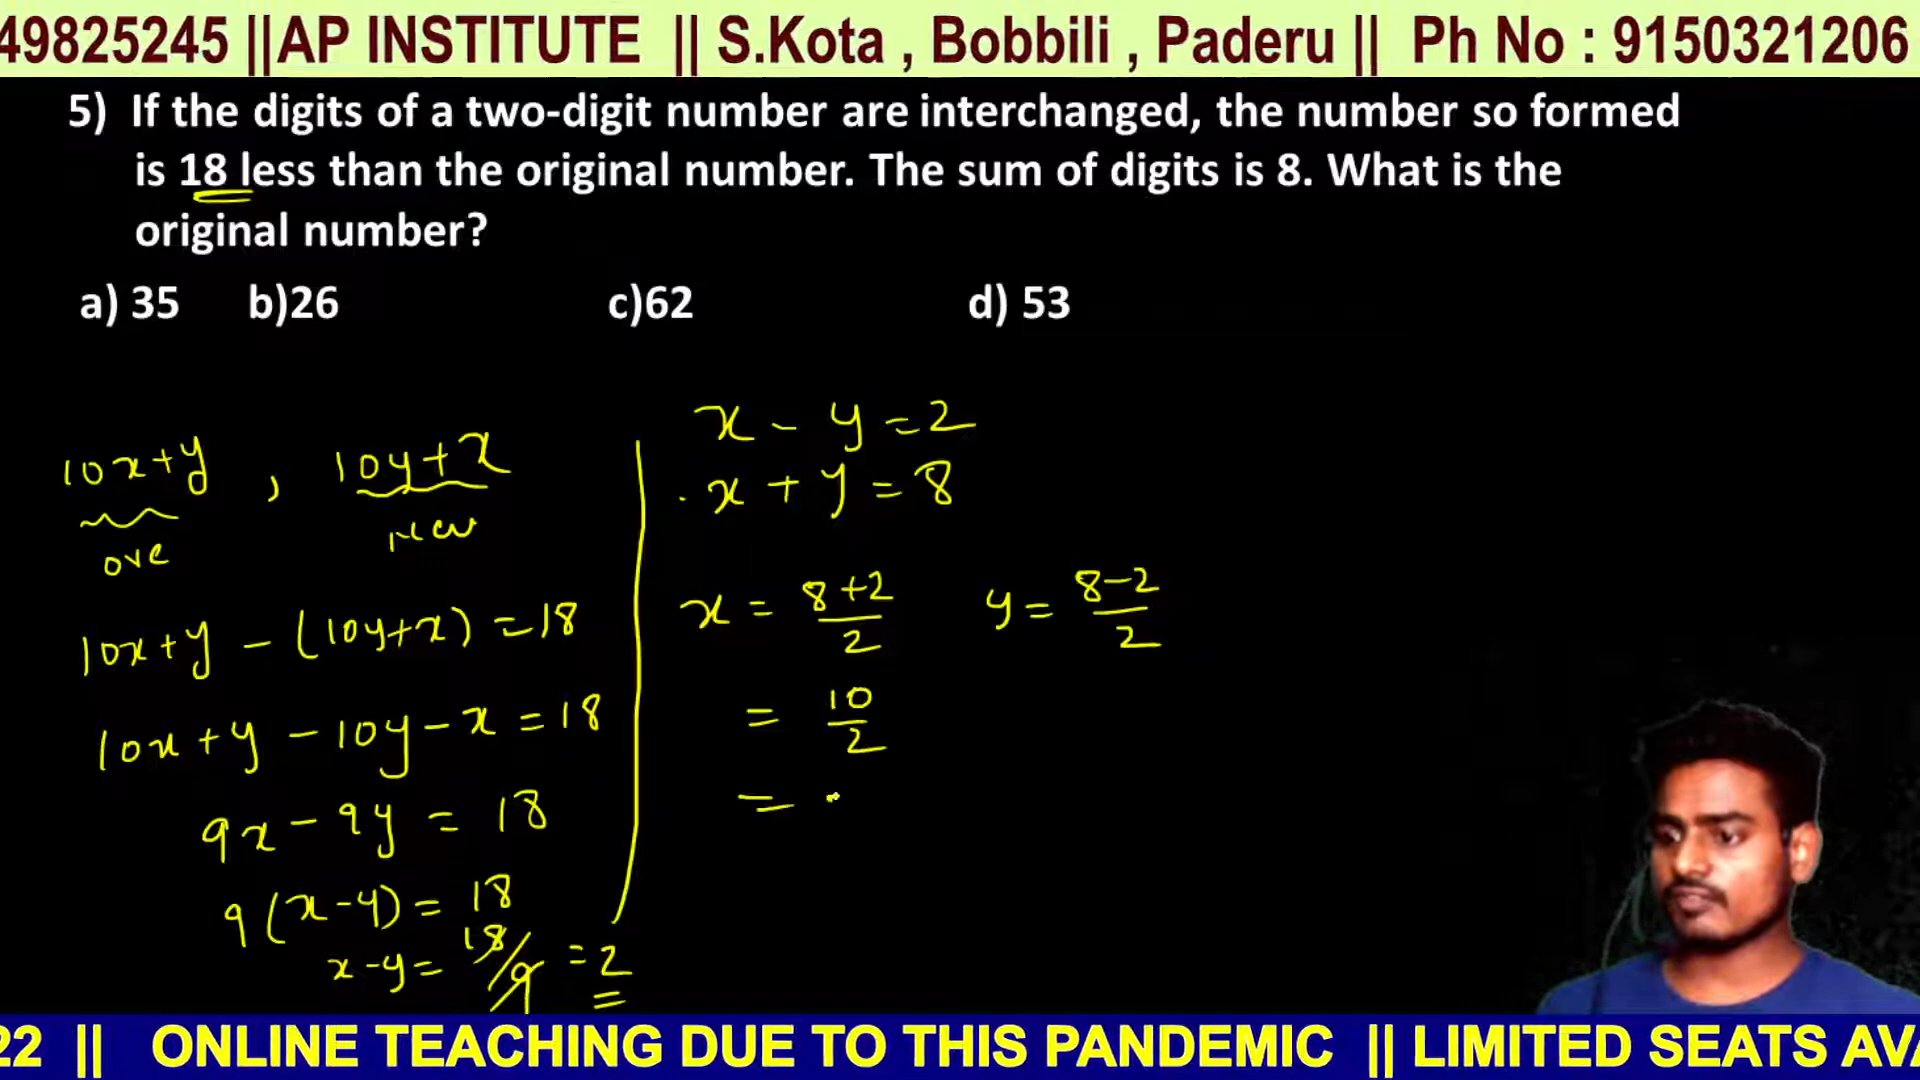 49825245 ||AP INSTITUTE || S.Kota , Bobbili , Paderu || Ph No : 9150321206
5) If the digits of a two-digit number are interchanged, the number so formed
is 18 less than the original number. The sum of digits is 8. What is the
original number?
a) 35 b)26 c)62 d) 53
10x+y , 10y+x
New
10x+y - (10y+x) = 18
10x+y - 10y - x = 18
9x - 9y = 18
9(x-y) = 18
x-y = 18/9 = 2
x - y = 2
x + y = 8
x = 8+2/2 y = 8-2/2
= 10/2
=
22 || ONLINE TEACHING DUE TO THIS PANDEMIC || LIMITED SEATS AVA